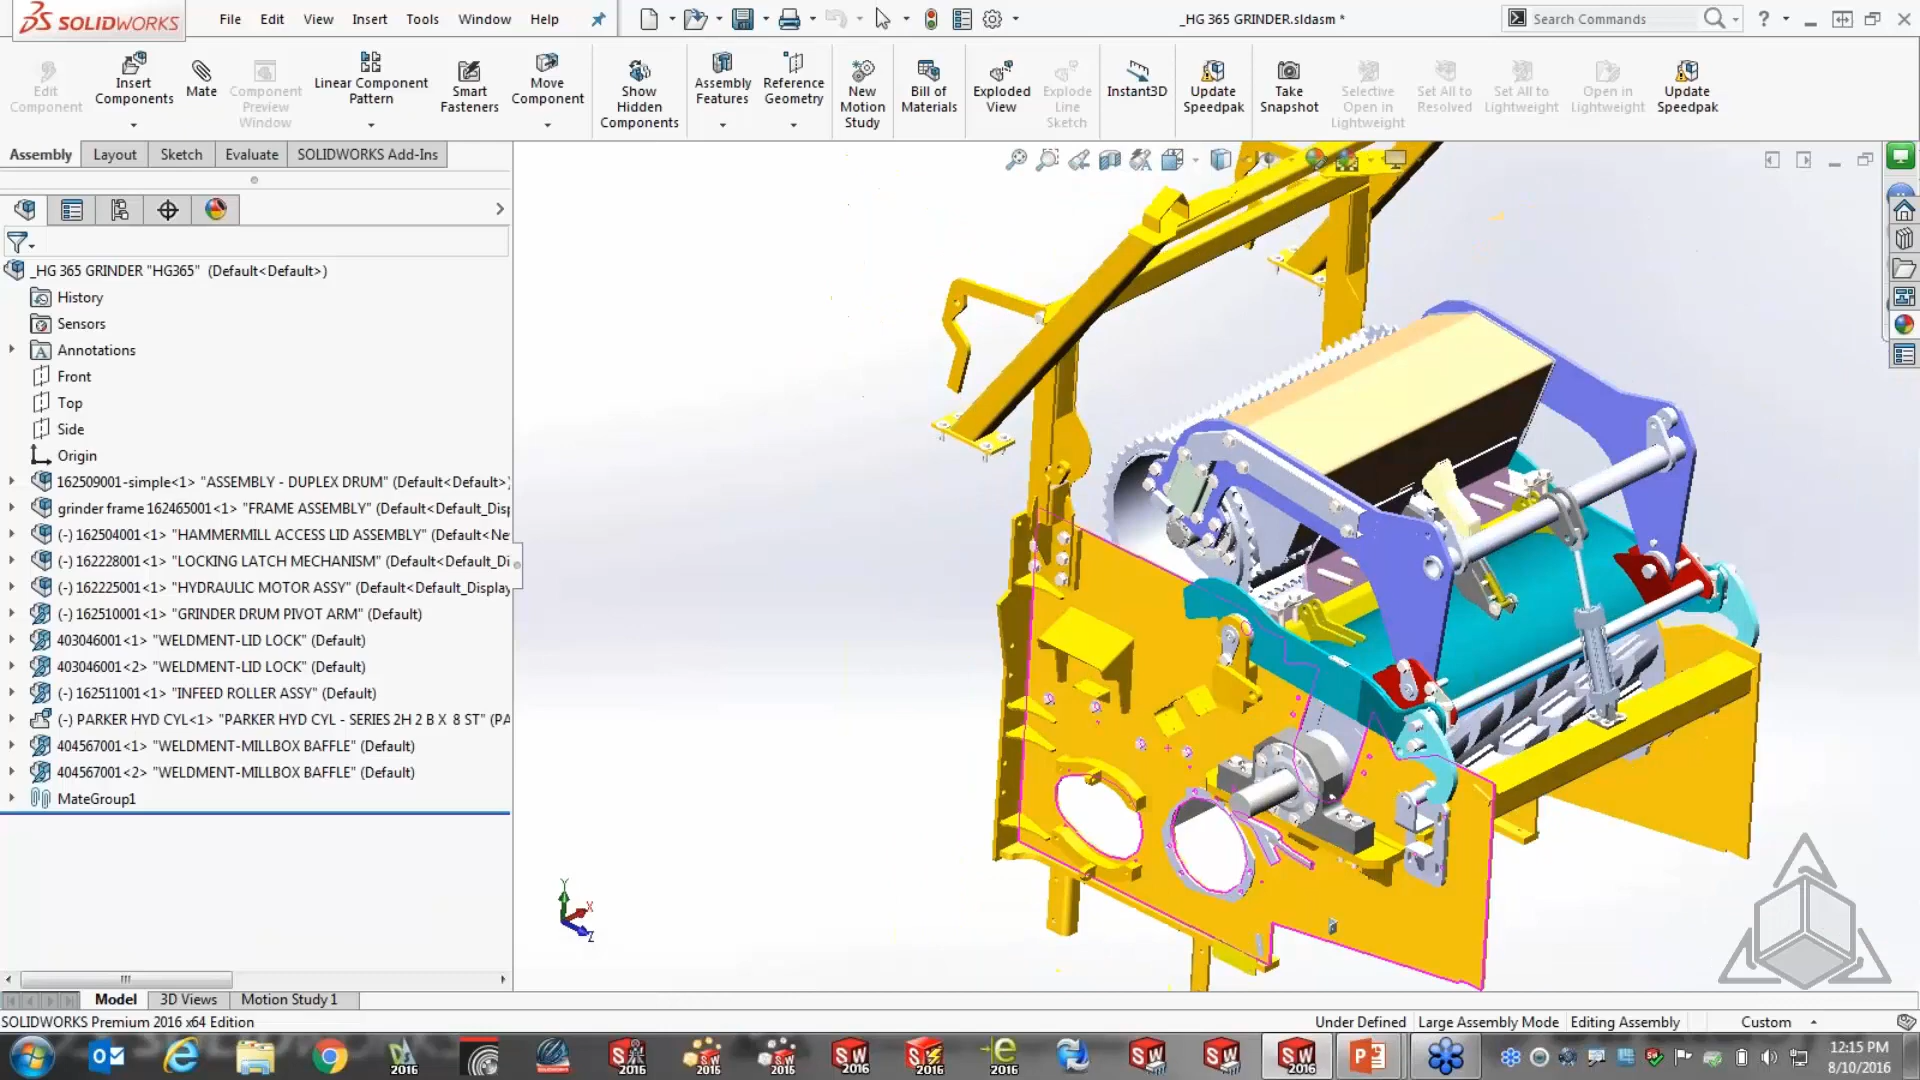 SOLIDWORKS File Edit View Insert Tools Window Help _HG 365 GRINDER.sldasm * Search Commands
Edit Component
Insert Components
Mate
Component Preview Window
Linear Component Pattern
Smart Fasteners
Move Component
Show Hidden Components
Assembly Features
Reference Geometry
New Motion Study
Bill of Materials
Exploded View
Explode Line Sketch
Instant3D
Update Speedpak
Take Snapshot
Selective Open in Lightweight
Set All to Resolved
Set All to Lightweight
Open in Lightweight
Update Speedpak
Assembly Layout Sketch Evaluate SOLIDWORKS Add-Ins
_HG 365 GRINDER "HG365" (Default<Default>)
History
Sensors
Annotations
Front
Top
Side
Origin
162509001-simple<1> "ASSEMBLY - DUPLEX DRUM" (Default<Default>)
grinder frame 162465001<1> "FRAME ASSEMBLY" (Default<Default_Disp
(-) 162504001<1> "HAMMERMILL ACCESS LID ASSEMBLY" (Default<Ne
(-) 162228001<1> "LOCKING LATCH MECHANISM" (Default<Default_Di
(-) 162225001<1> "HYDRAULIC MOTOR ASSY" (Default<Default_Display
(-) 162510001<1> "GRINDER DRUM PIVOT ARM" (Default)
403046001<1> "WELDMENT-LID LOCK" (Default)
403046001<2> "WELDMENT-LID LOCK" (Default)
(-) 162511001<1> "INFEED ROLLER ASSY" (Default)
(-) PARKER HYD CYL<1> "PARKER HYD CYL - SERIES 2H 2 B X 8 ST" (PA
404567001<1> "WELDMENT-MILLBOX BAFFLE" (Default)
404567001<2> "WELDMENT-MILLBOX BAFFLE" (Default)
MateGroup1
Y
X
Z
Model 3D Views Motion Study 1
SOLIDWORKS Premium 2016 x64 Edition Under Defined Large Assembly Mode Editing Assembly Custom
2016 2016 2015 2015 2016 2016 2016 2016
12:15 PM
8/10/2016